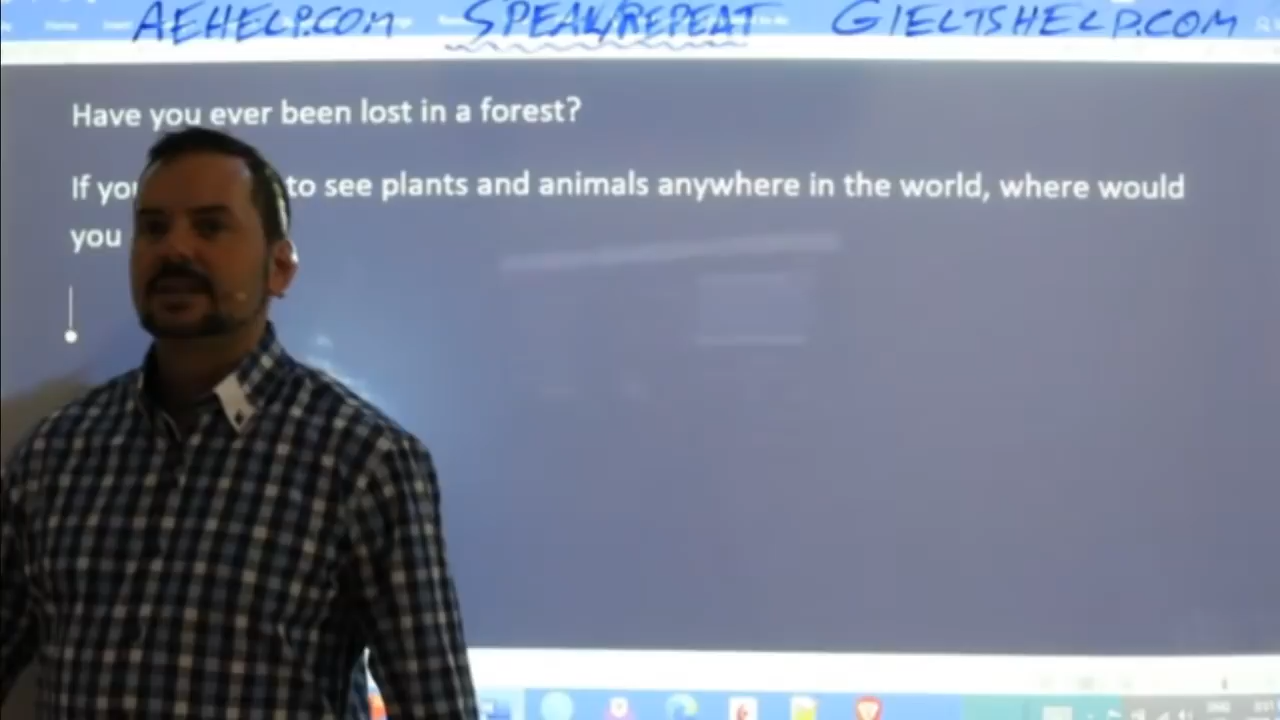 AEHELP.COM SPEAK/REPEAT GIELTSHELP.COM
Have you ever been lost in a forest?
If you to see plants and animals anywhere in the world, where would
you